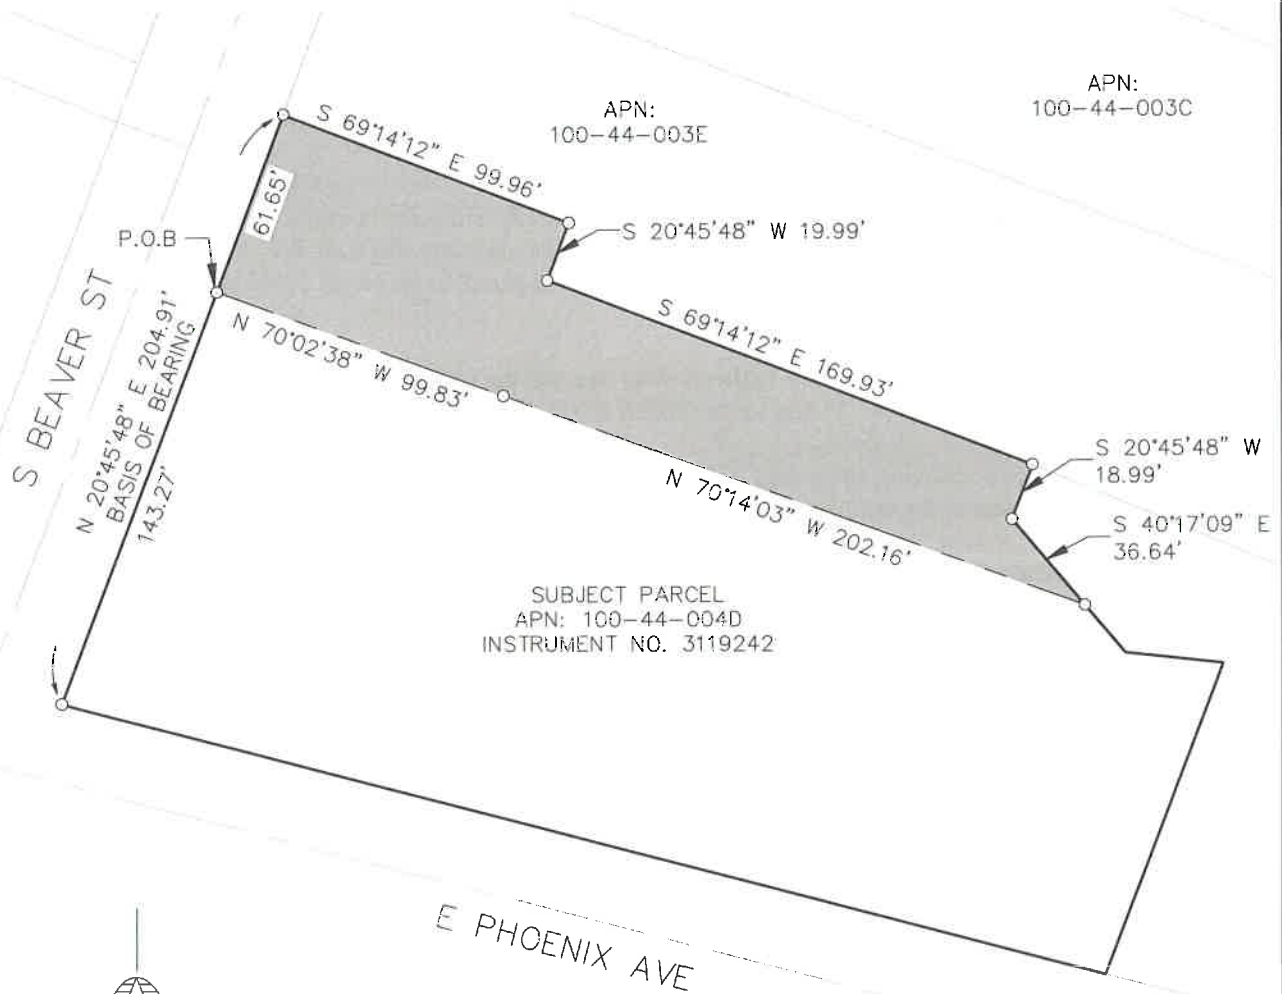 APN:
100-44-003C
APN:
100-44-003E
S 69°14'12" E 99.96'
61.65'
S 20°45'48" W 19.99'
P.O.B
S 69°14'12" E 169.93'
N 70°02'38" W 99.83'
S BEAVER ST
N 20°45'48" E 204.91'
BASIS OF BEARING
143.27'
S 20°45'48" W
18.99'
N 70°14'03" W 202.16'
S 40°17'09" E
36.64'
SUBJECT PARCEL
APN: 100-44-004D
INSTRUMENT NO. 3119242
E PHOENIX AVE